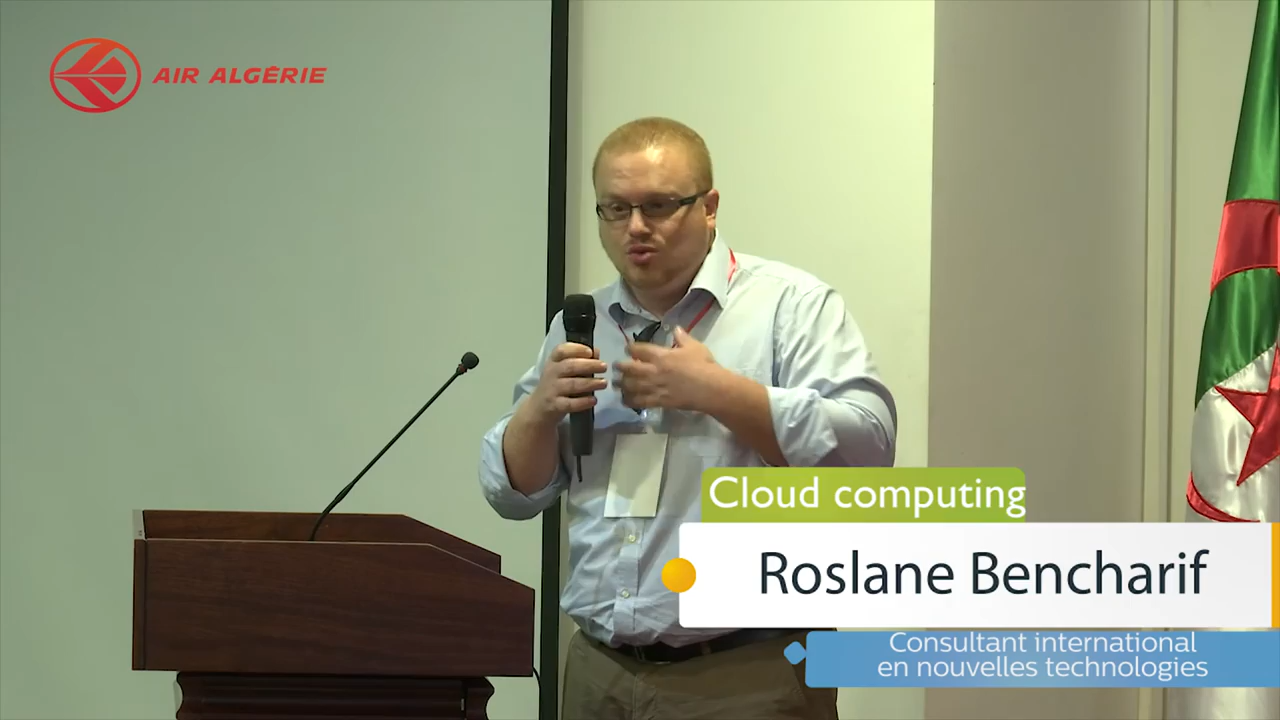 AIR ALGÉRIE
Cloud computing
Roslane Bencharif
Consultant international
en nouvelles technologies